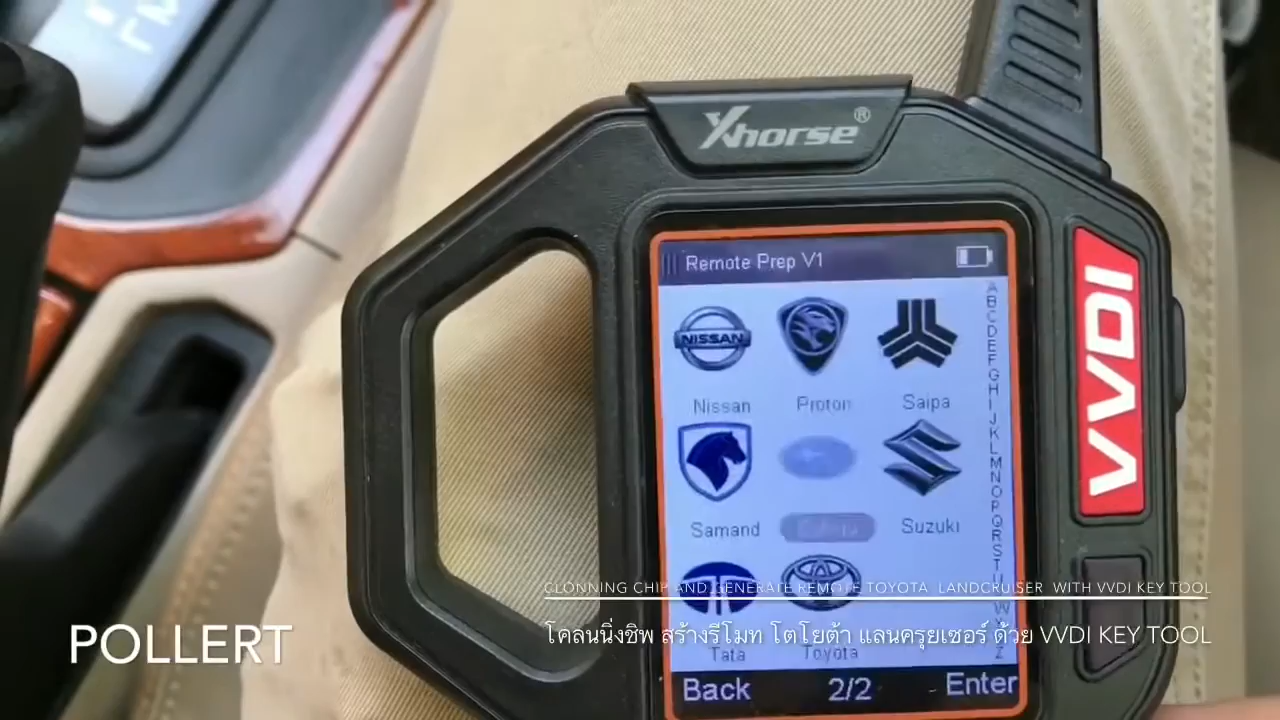 Xhorse®
Remote Prep V1
NISSAN
Nissan
Proton
Saipa
Samand
Suzuki
Tata
Toyota
Back
2/2
Enter
A
B
C
D
E
F
G
H
I
J
K
L
M
N
O
P
Q
R
S
T
U
W
X
Z
VVDI
CLONNING CHIP AND GENERATE REMOTE TOYOTA LANDCRUISER WITH VVDI KEY TOOL
โคลนนิ่งชิพ สร้างรีโมท โตโยต้า แลนครุยเซอร์ ด้วย VVDI KEY TOOL
POLLERT